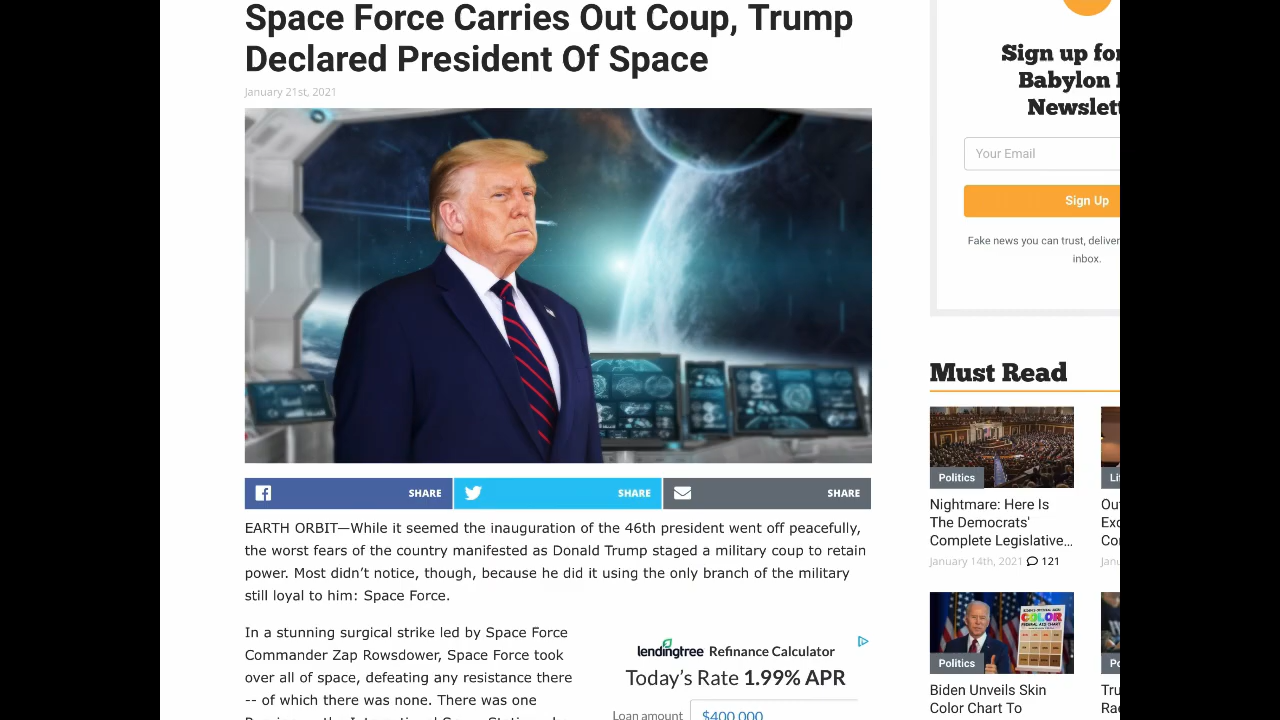 Space Force Carries Out Coup, Trump
Declared President Of Space
January 21st, 2021
SHARE
SHARE
SHARE
EARTH ORBIT—While it seemed the inauguration of the 46th president went off peacefully,
the worst fears of the country manifested as Donald Trump staged a military coup to retain
power. Most didn't notice, though, because he did it using the only branch of the military
still loyal to him: Space Force.
In a stunning surgical strike led by Space Force
Commander Zap Rowsdower, Space Force took
over all of space, defeating any resistance there
-- of which there was none. There was one
lendingtree Refinance Calculator
Today's Rate 1.99% APR
Loan amount
$400,000
Sign up for
Babylon
Newslet
Your Email
Sign Up
Fake news you can trust, deliver
inbox.
Must Read
Politics
Nightmare: Here Is
The Democrats'
Complete Legislative...
January 14th, 2021 121
COLOR
Politics
Biden Unveils Skin
Color Chart To